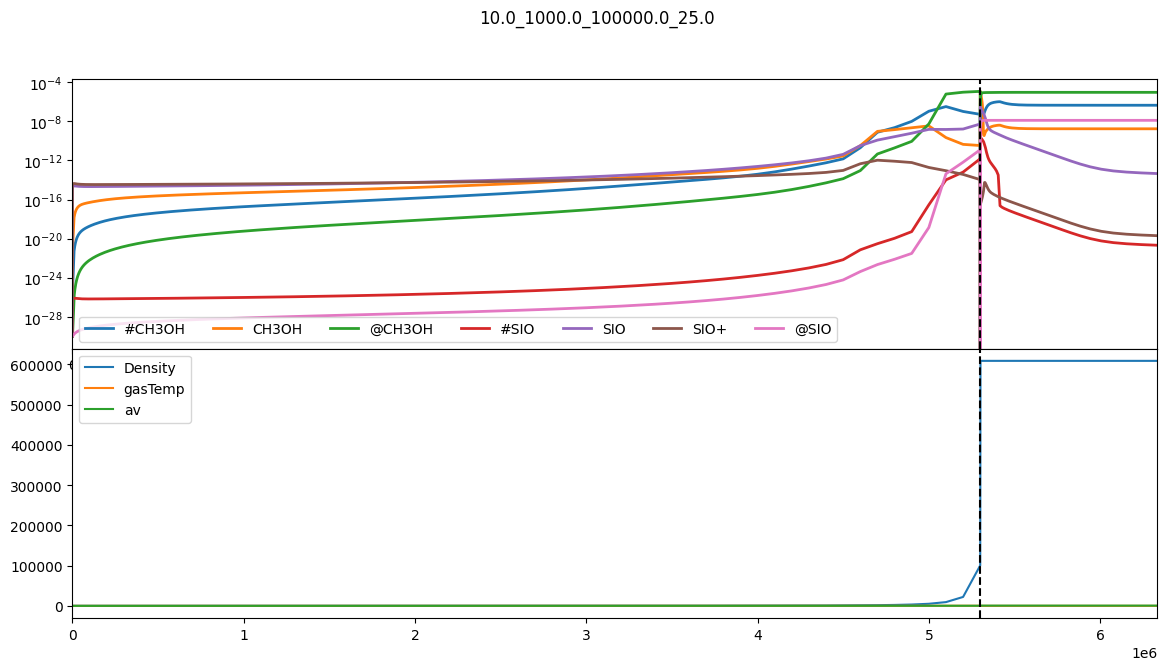 10.0_1000.0_100000.0_25.0
10⁻⁴
10⁻⁸
10⁻¹²
10⁻¹⁶
10⁻²⁰
10⁻²⁴
10⁻²⁸
#CH3OH CH3OH @CH3OH #SIO SIO SIO+ @SIO
600000
500000
400000
300000
200000
100000
0
Density
gasTemp
av
0 1 2 3 4 5 6
1e6